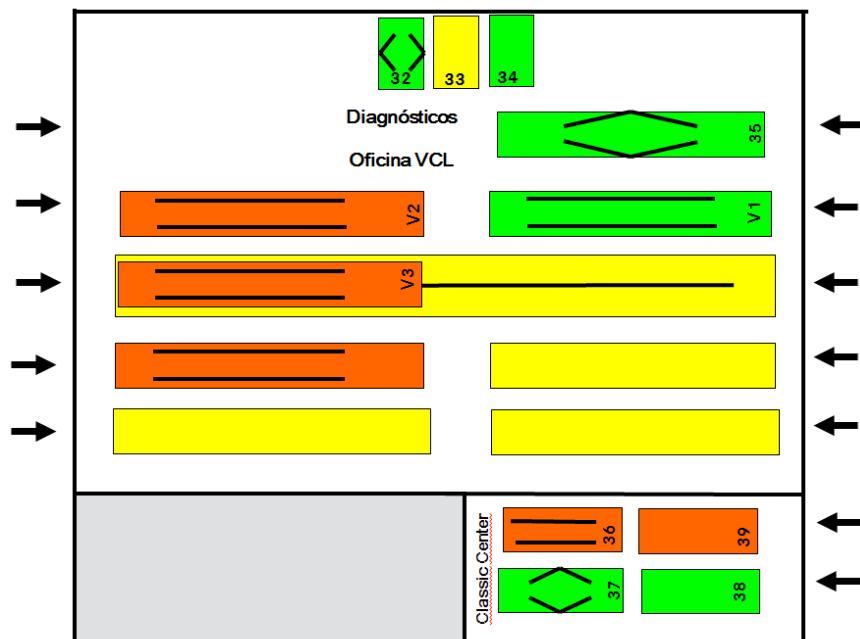 32
33
34
Diagnósticos
35
Oficina VCL
V2
V1
V3
Classic Center
36
39
37
38